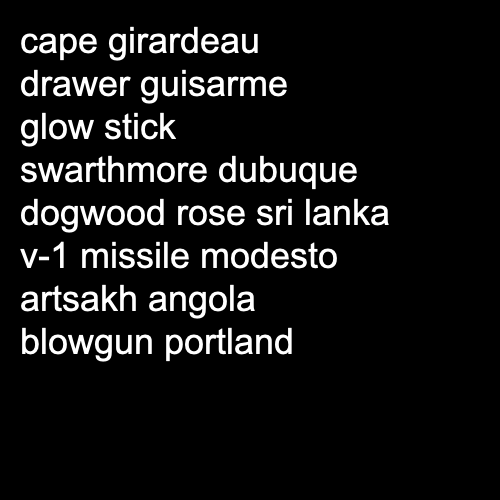 cape girardeau
drawer guisarme
glow stick
swarthmore dubuque
dogwood rose sri lanka
v-1 missile modesto
artsakh angola
blowgun portland